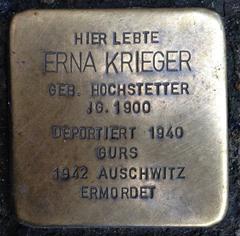 HIER LEBTE
ERNA KRIEGER
GEB. HOCHSTETTER
JG. 1900
DEPORTIERT 1940
GURS
1942 AUSCHWITZ
ERMORDET